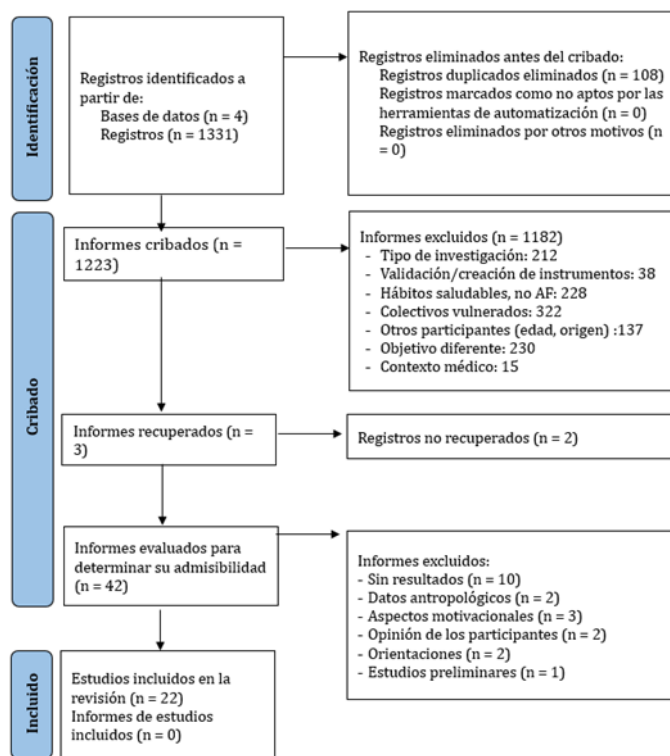 Identificación
Registros identificados a
partir de:
Bases de datos (n = 4)
Registros (n = 1331)
Registros eliminados antes del cribado:
Registros duplicados eliminados (n = 108)
Registros marcados como no aptos por las
herramientas de automatización (n = 0)
Registros eliminados por otros motivos (n
= 0)
Cribado
Informes cribados (n =
1223)
Informes excluidos (n = 1182)
- Tipo de investigación: 212
- Validación/creación de instrumentos: 38
- Hábitos saludables, no AF: 228
- Colectivos vulnerados: 322
- Otros participantes (edad, origen) :137
- Objetivo diferente: 230
- Contexto médico: 15
Informes recuperados (n =
3)
Registros no recuperados (n = 2)
Informes evaluados para
determinar su admisibilidad
(n = 42)
Informes excluidos:
- Sin resultados (n = 10)
- Datos antropológicos (n = 2)
- Aspectos motivacionales (n = 3)
- Opinión de los participantes (n = 2)
- Orientaciones (n = 2)
- Estudios preliminares (n = 1)
Incluido
Estudios incluidos en la
revisión (n = 22)
Informes de estudios
incluidos (n = 0)